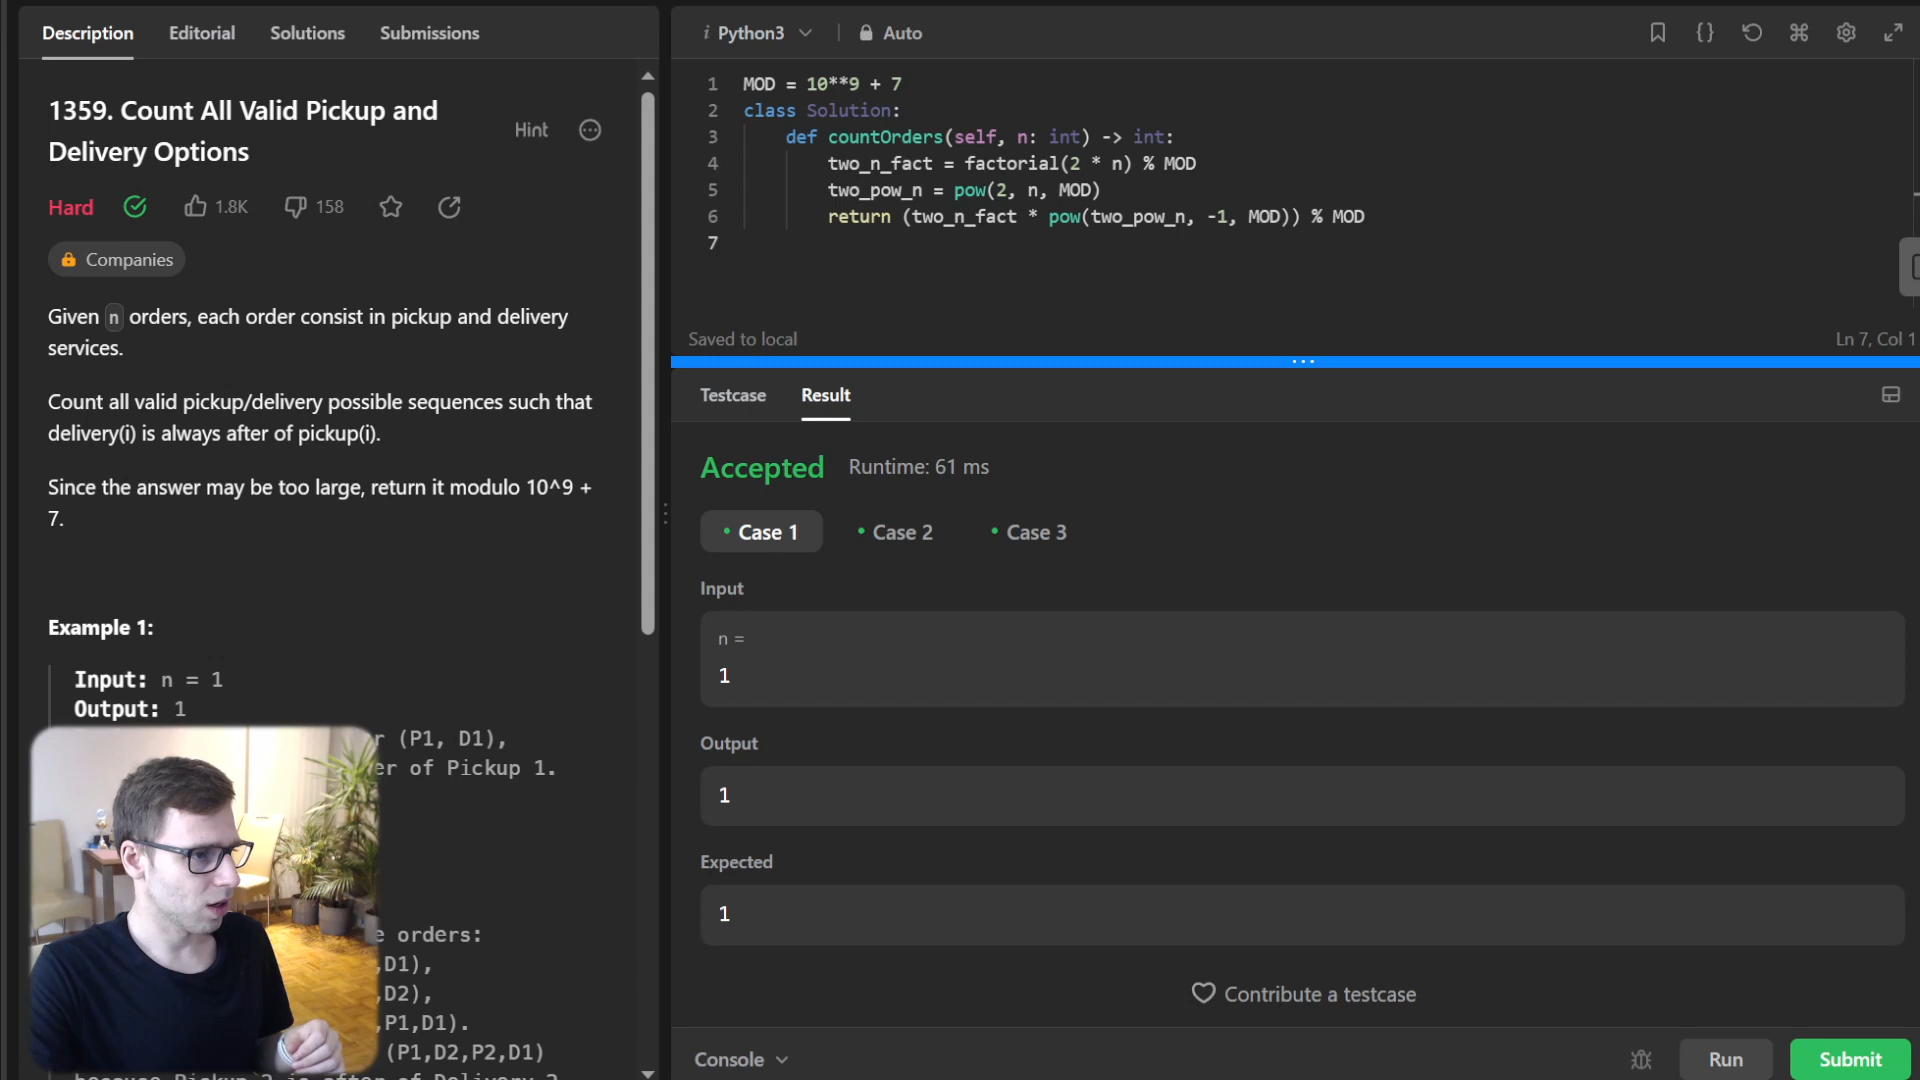 Description Editorial Solutions Submissions
1359. Count All Valid Pickup and
Delivery Options
Hint
Hard 1.8K 158
Companies
Given n orders, each order consist in pickup and delivery
services.
Count all valid pickup/delivery possible sequences such that
delivery(i) is always after of pickup(i).
Since the answer may be too large, return it modulo 10^9 +
7.
Example 1:
Input: n = 1
Output: 1
(P1, D1),
of Pickup 1.
orders:
,D1),
,D2),
,P1,D1).
(P1,D2,P2,D1)
i Python3 Auto
1 MOD = 10**9 + 7
2 class Solution:
3 def countOrders(self, n: int) -> int:
4 two_n_fact = factorial(2 * n) % MOD
5 two_pow_n = pow(2, n, MOD)
6 return (two_n_fact * pow(two_pow_n, -1, MOD)) % MOD
7
Saved to local
Ln 7, Col 1
Testcase Result
Accepted Runtime: 61 ms
Case 1 Case 2 Case 3
Input
n =
1
Output
1
Expected
1
Contribute a testcase
Console
Run Submit